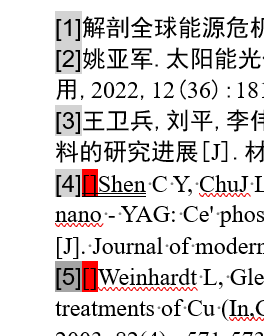 [1]解剖全球能源危机
[2]姚亚军.太阳能光
用,2022,12(36):181
[3]王卫兵,刘平,李伟
料的研究进展[J].材
[4][]Shen C Y, ChuJ L
nano - YAG: Ce' phos
[J]. Journal of modern
[5][]Weinhardt L, Gle
treatments of Cu (In,G
2003, 82(4): 571-573